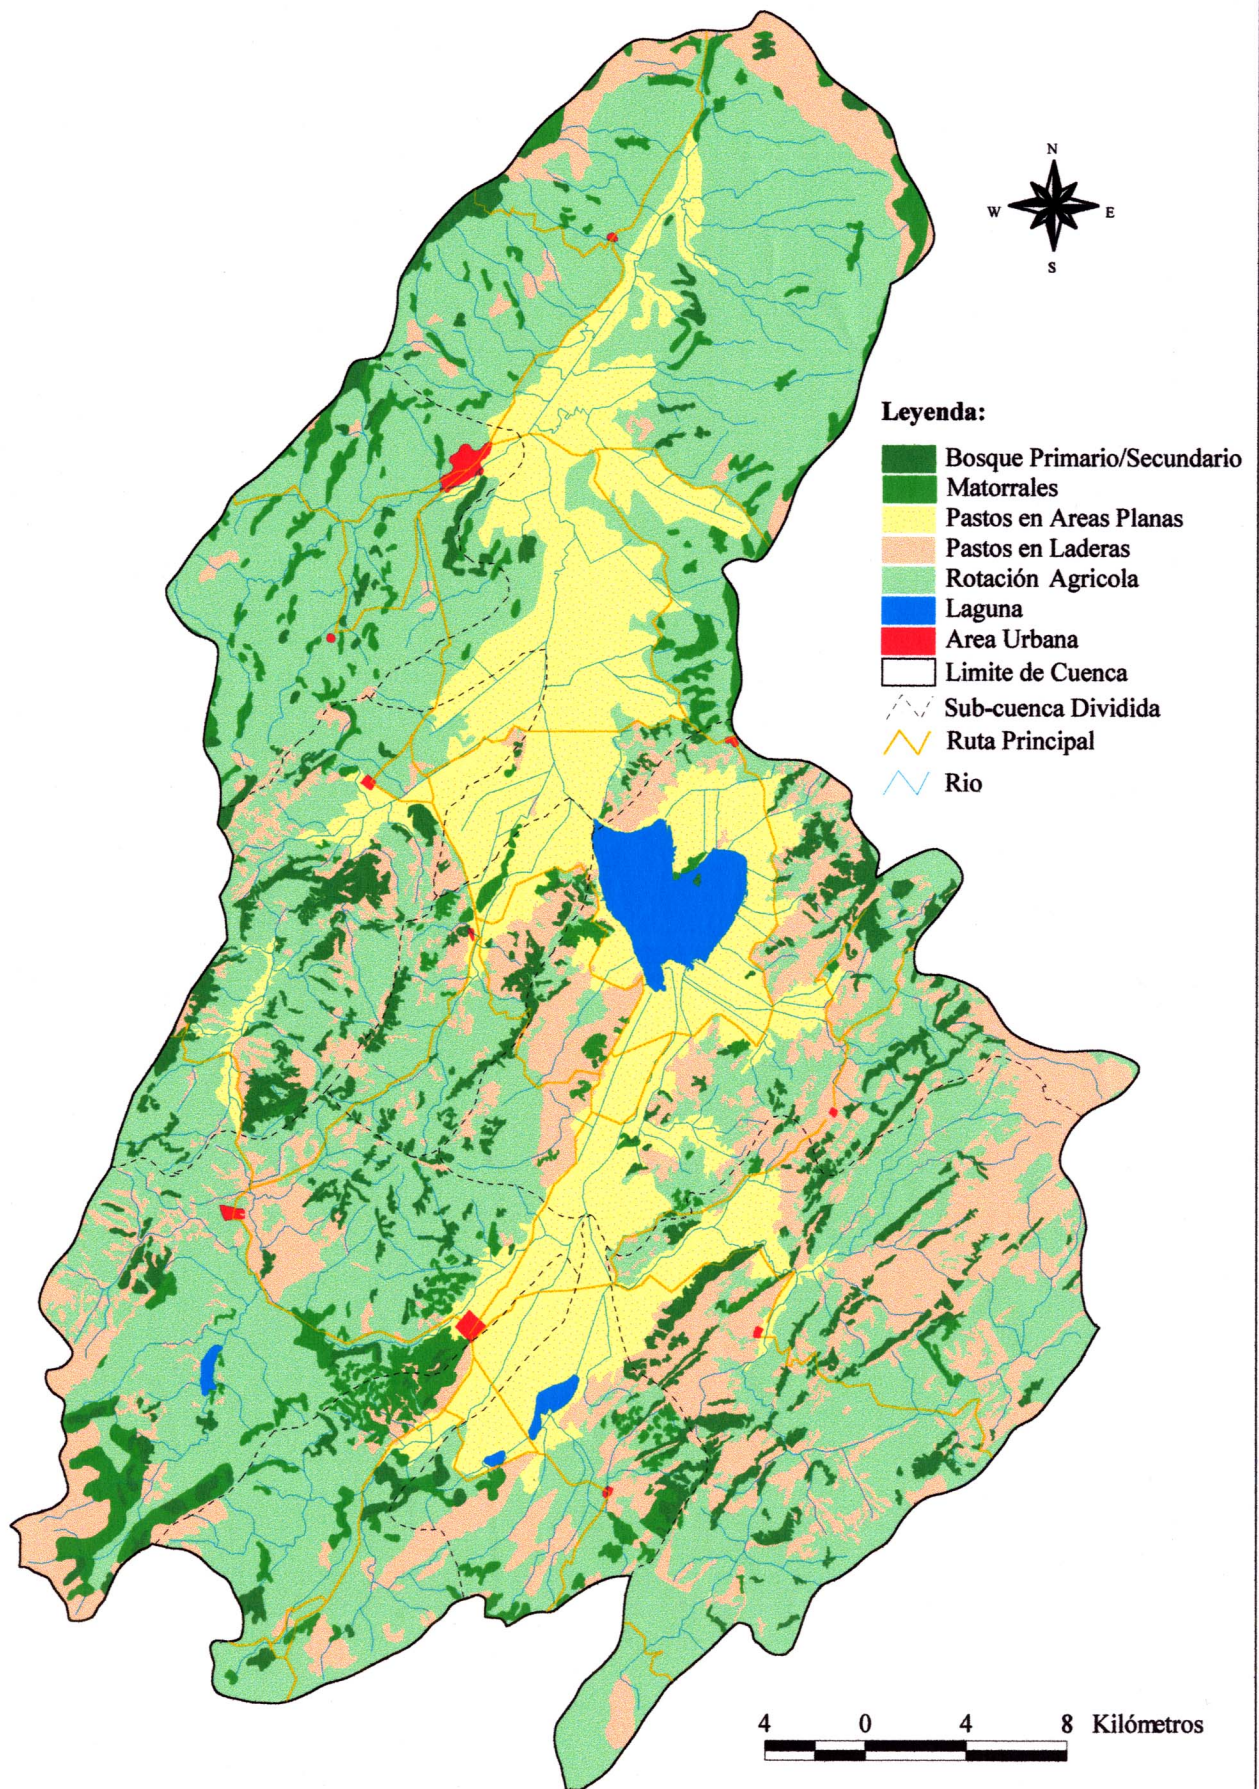 N
W E
S
Leyenda:
Bosque Primario/Secundario
Matorrales
Pastos en Areas Planas
Pastos en Laderas
Rotación Agricola
Laguna
Area Urbana
Limite de Cuenca
Sub-cuenca Dividida
Ruta Principal
Rio
4 0 4 8 Kilómetros